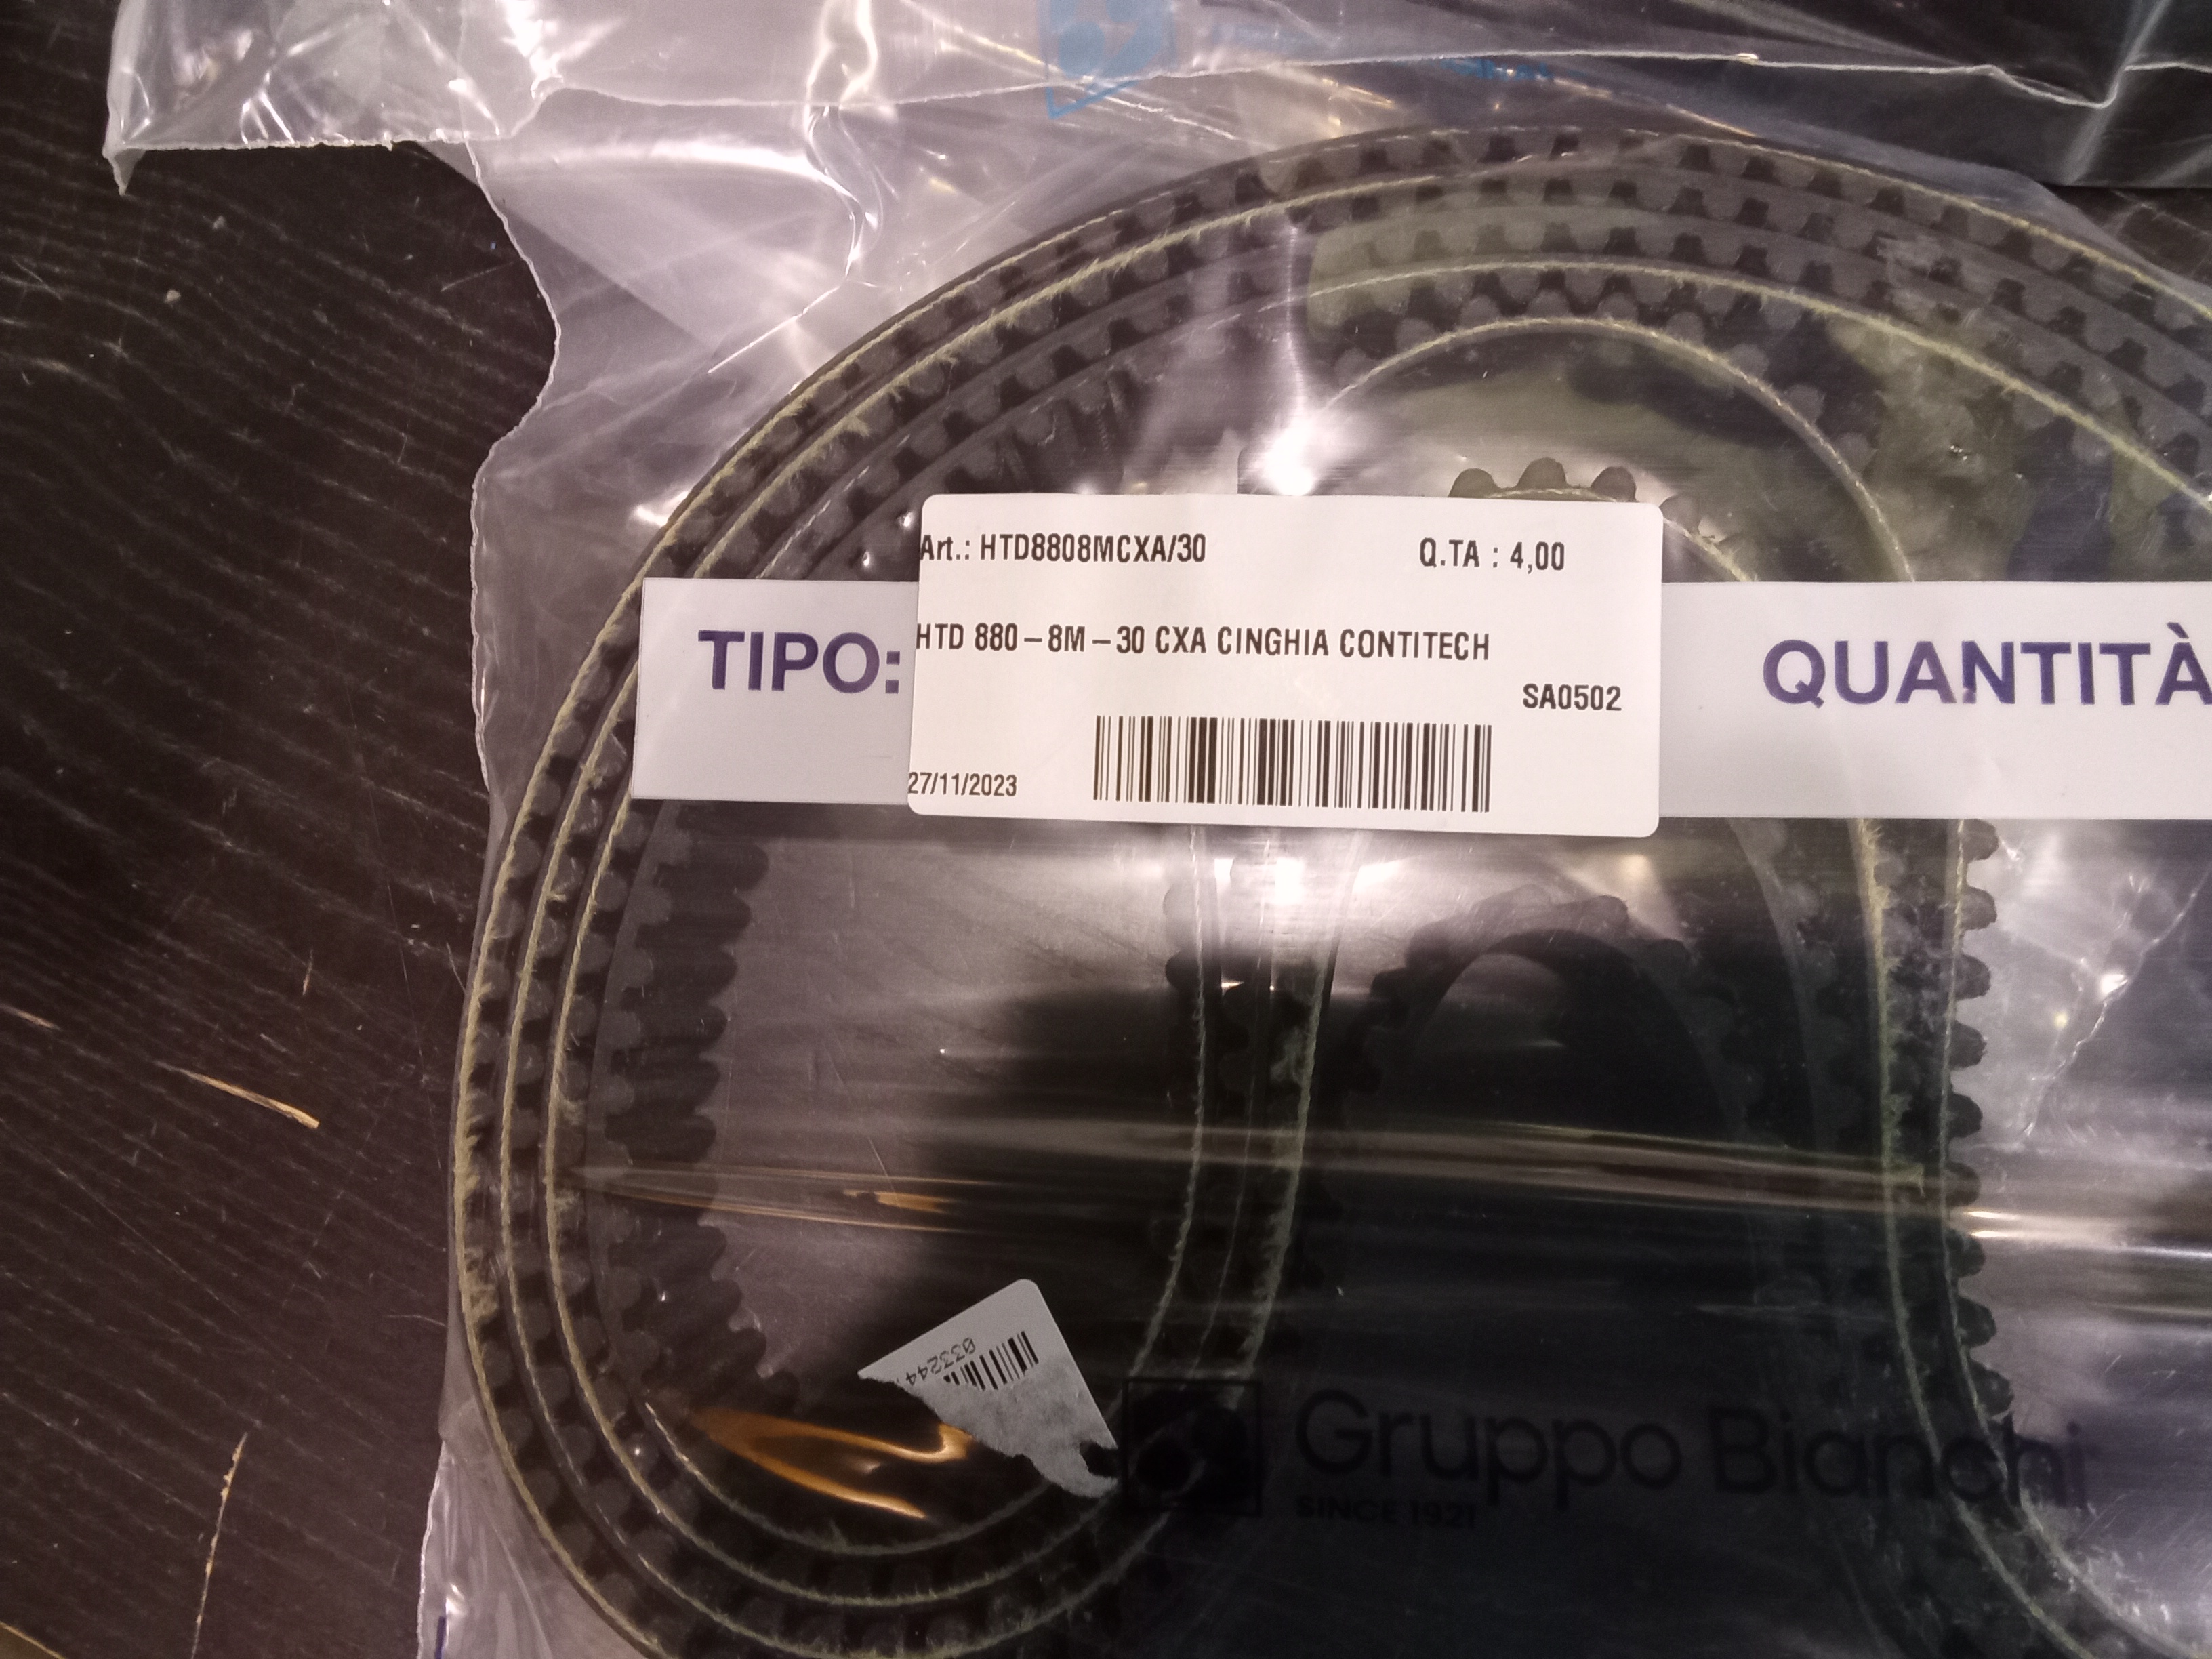 Art.: HTD8808MCXA/30
Q.TA : 4,00
TIPO:
HTD 880-8M-30 CXA CINGHIA CONTITECH
QUANTITÀ
SA0502
27/11/2023
033244
Gruppo Bianchi
SINCE 1921